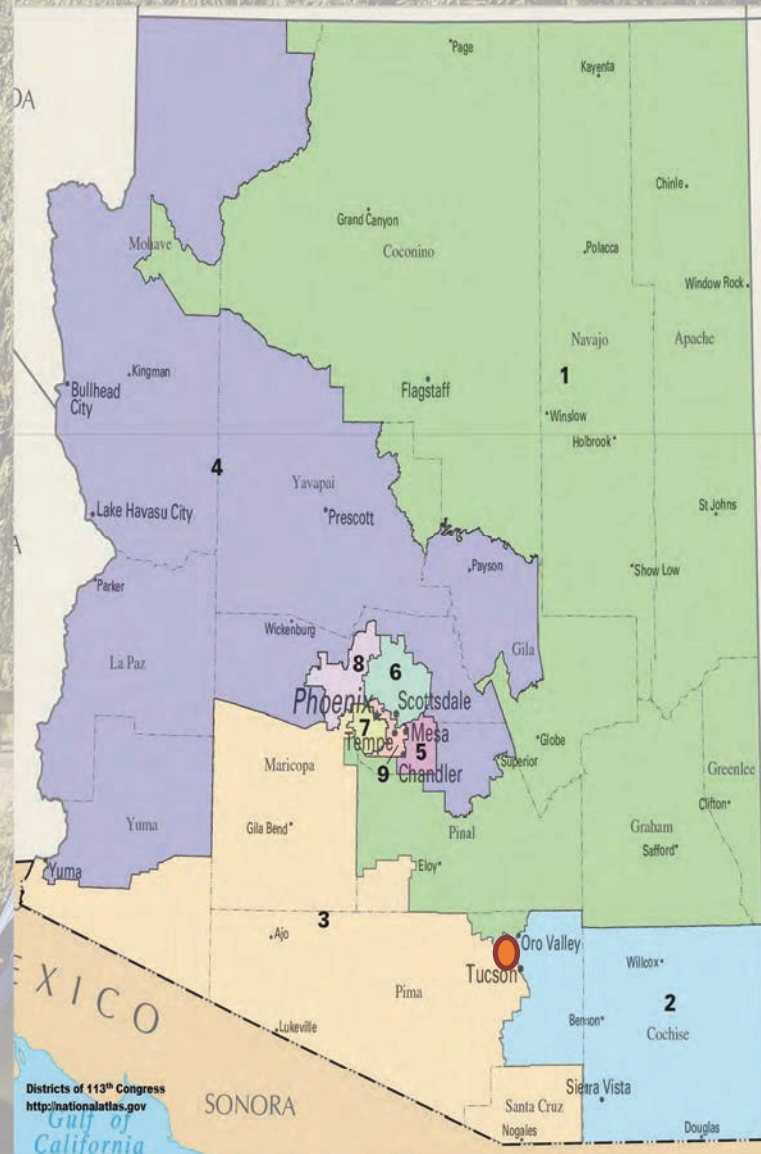 DA
Page
Kayenta
Chinle
Grand Canyon
Mohave
Coconino
Polacca
Window Rock
Navajo
Apache
Kingman
1
Bullhead
City
Flagstaff
Winslow
Holbrook
4
Yavapai
Lake Havasu City
Prescott
St Johns
A
Payson
Show Low
Parker
Wickenburg
Gila
8
6
La Paz
Phoenix
Scottsdale
7
Mesa
Tempe
5
Globe
Maricopa
9
Chandler
Superior
Greenlee
Clifton
Yuma
Gila Bend
Pinal
Graham
Safford
Eloy
Yuma
3
Ajo
Oro Valley
Tucson
Willcox
EXICO
Pima
2
Benson
Cochise
Lukeville
Districts of 113th Congress
http://nationalatlas.gov
SONORA
Sierra Vista
Santa Cruz
Gulf of
California
Nogales
Douglas